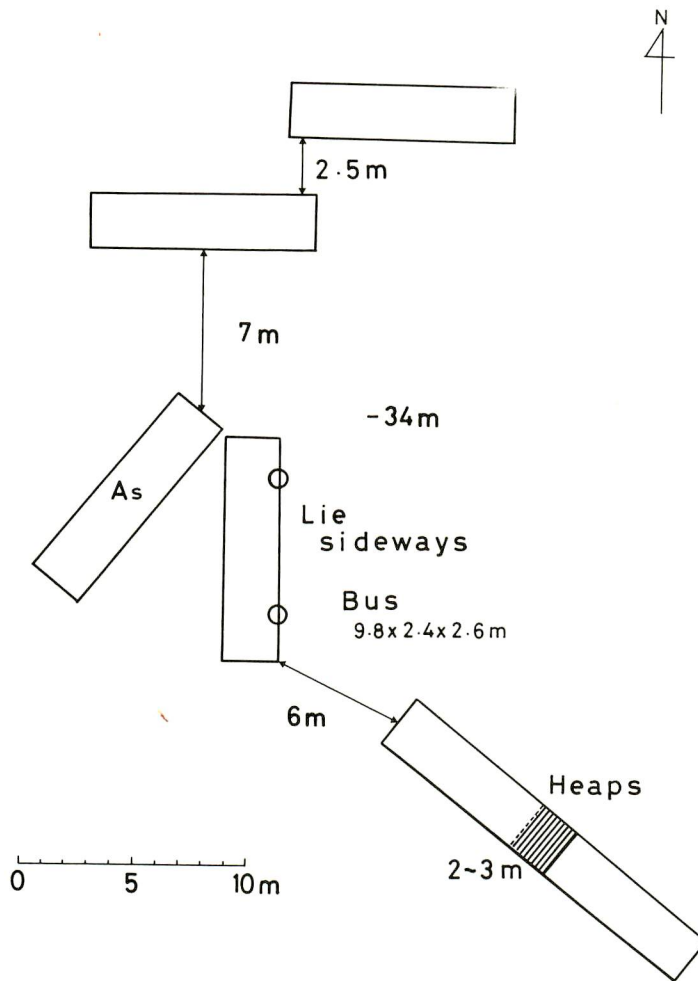 N
2.5m
7m
-34m
As
Lie
sideways
Bus
9.8x2.4x2.6m
6m
Heaps
2~3m
0 5 10m